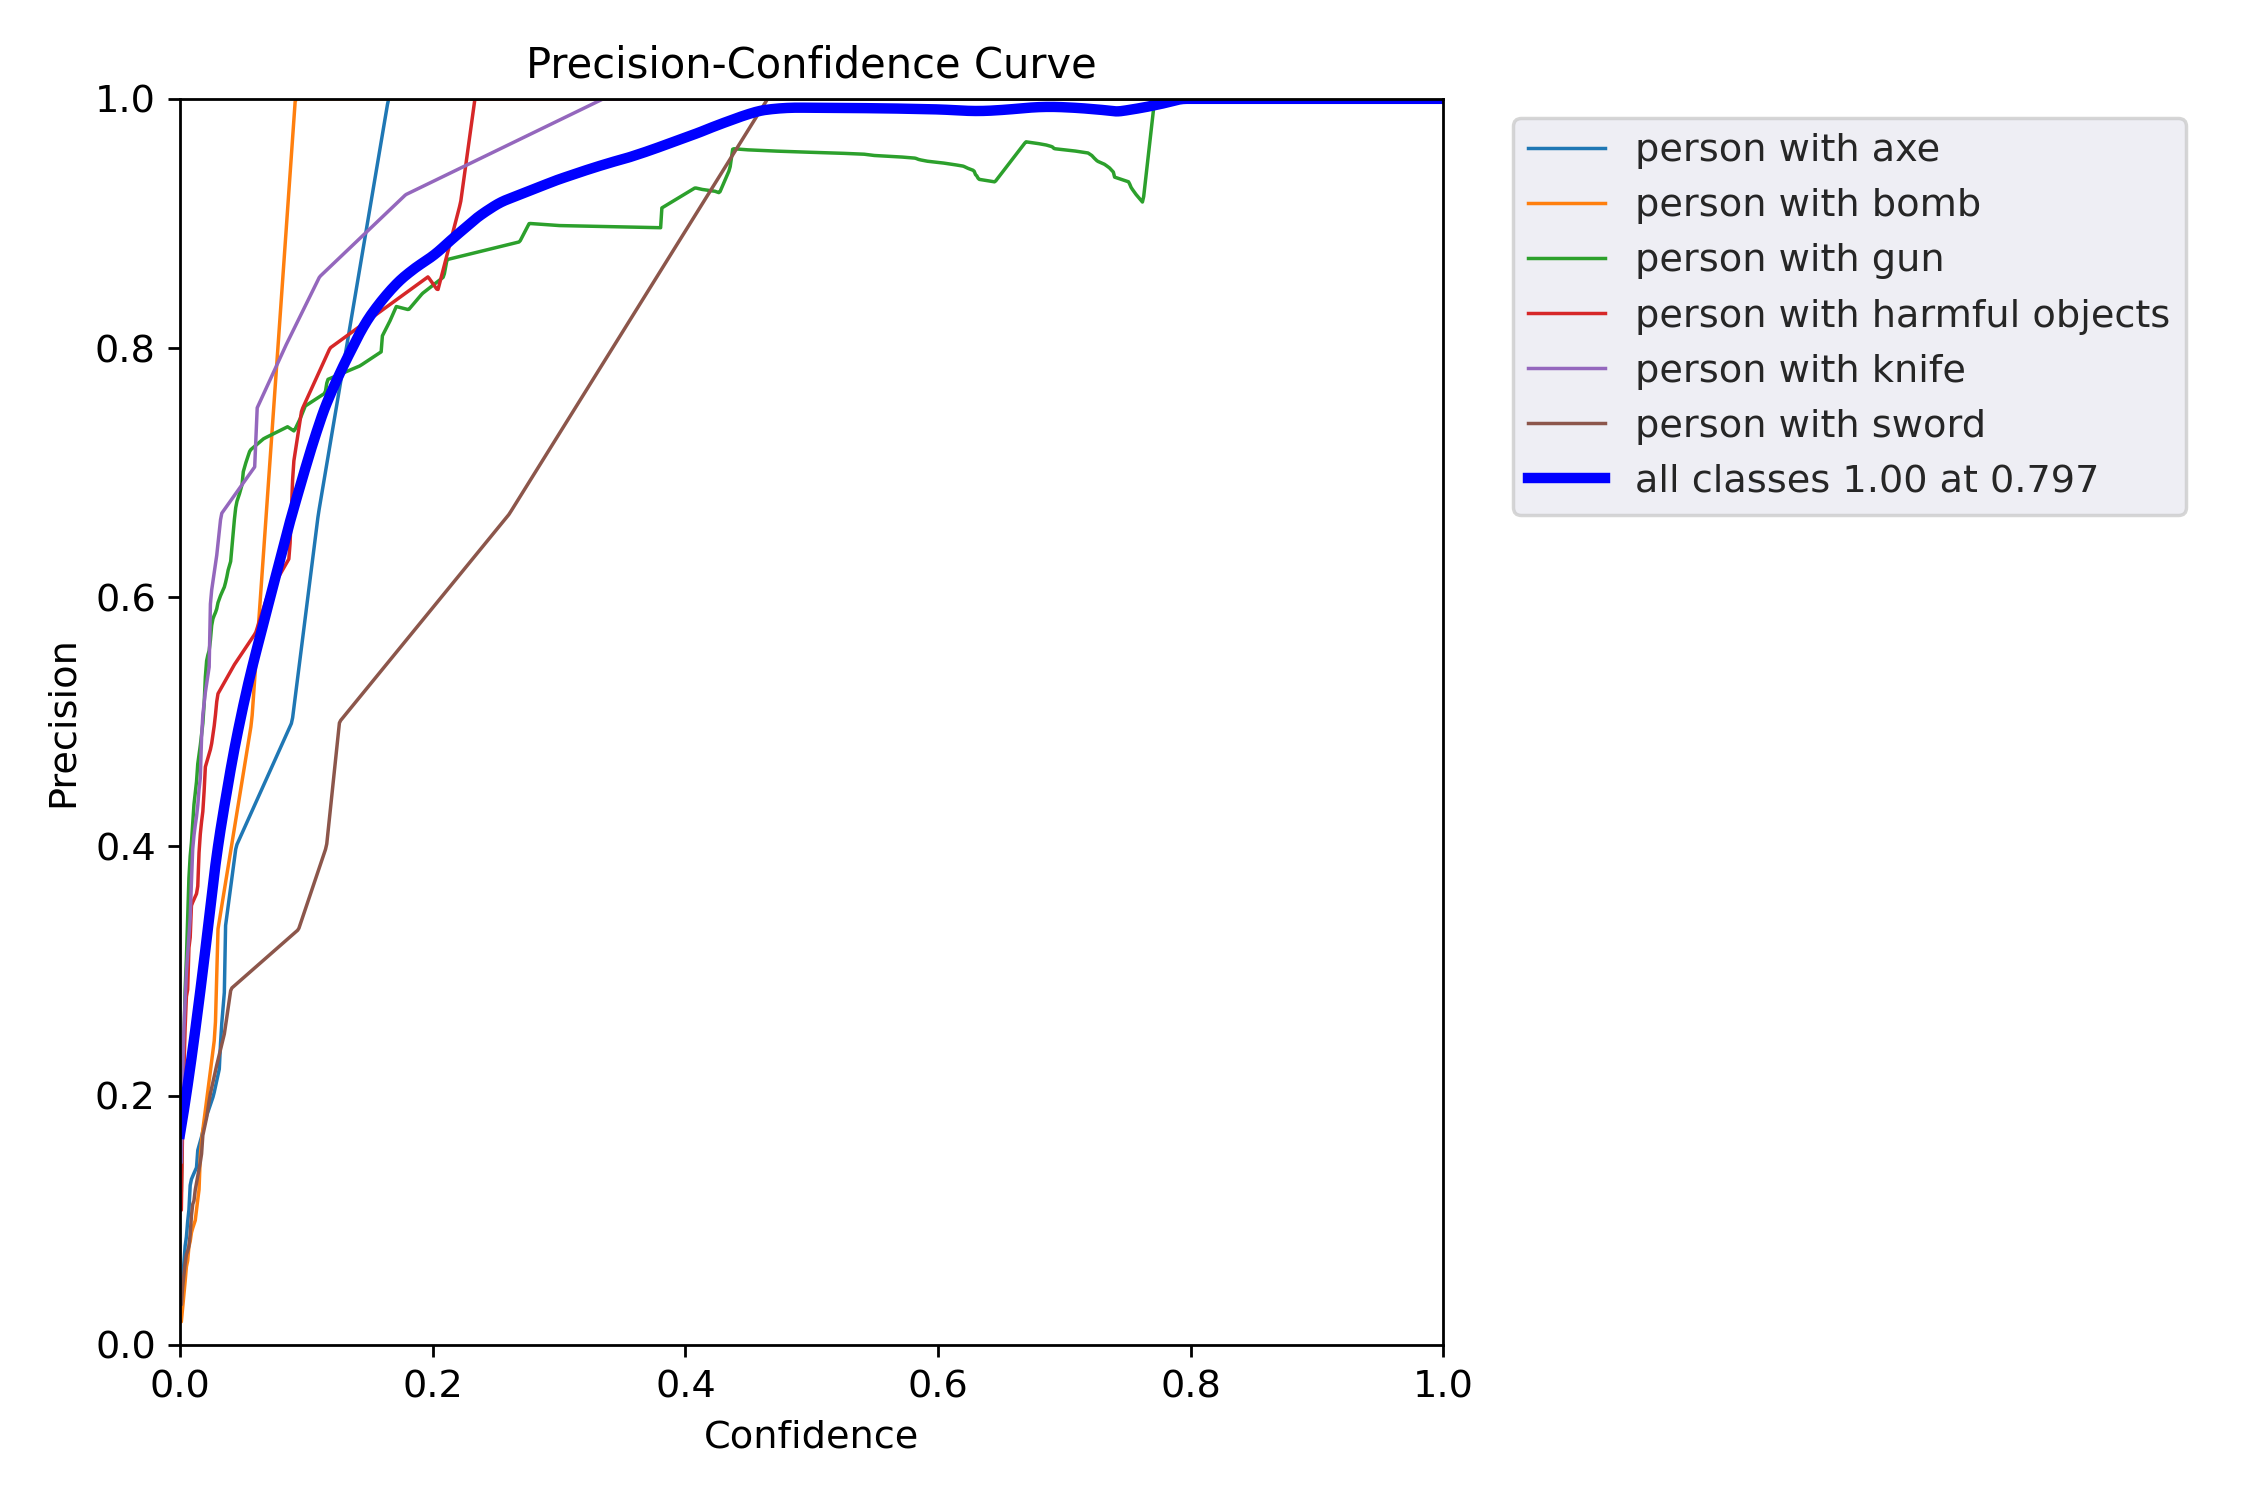 Precision-Confidence Curve
1.0
0.8
0.6
0.4
0.2
0.0
Precision
0.0 0.2 0.4 0.6 0.8 1.0
Confidence
person with axe
person with bomb
person with gun
person with harmful objects
person with knife
person with sword
all classes 1.00 at 0.797